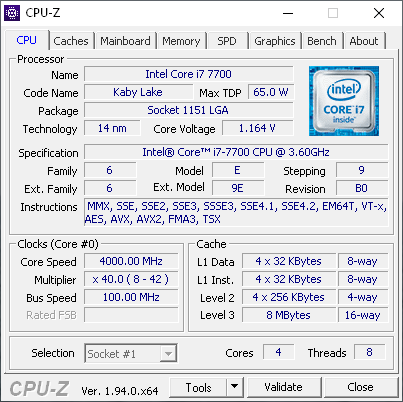 CPU-Z
CPU Caches Mainboard Memory SPD Graphics Bench About
Processor
Name Intel Core i7 7700
Code Name Kaby Lake Max TDP 65.0 W
Package Socket 1151 LGA
Technology 14 nm Core Voltage 1.164 V
intel
CORE i7
inside™
Specification Intel® Core™ i7-7700 CPU @ 3.60GHz
Family 6 Model E Stepping 9
Ext. Family 6 Ext. Model 9E Revision B0
Instructions MMX, SSE, SSE2, SSE3, SSSE3, SSE4.1, SSE4.2, EM64T, VT-x,
AES, AVX, AVX2, FMA3, TSX
Clocks (Core #0) Cache
Core Speed 4000.00 MHz L1 Data 4 x 32 KBytes 8-way
Multiplier x 40.0 ( 8 - 42 ) L1 Inst. 4 x 32 KBytes 8-way
Bus Speed 100.00 MHz Level 2 4 x 256 KBytes 4-way
Rated FSB Level 3 8 MBytes 16-way
Selection Socket #1 Cores 4 Threads 8
CPU-Z Ver. 1.94.0.x64 Tools Validate Close